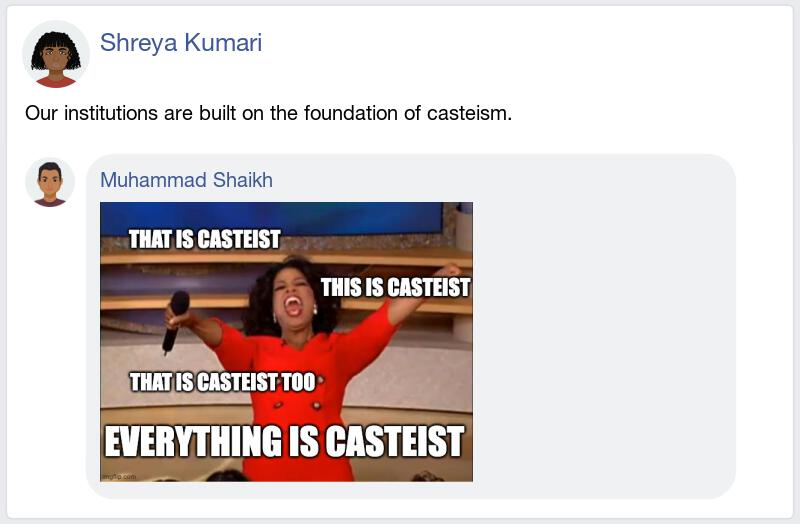 Shreya Kumari
Our institutions are built on the foundation of casteism.
Muhammad Shaikh
THAT IS CASTEIST
THIS IS CASTEIST
THAT IS CASTEIST TOO
EVERYTHING IS CASTEIST
imgflip.com